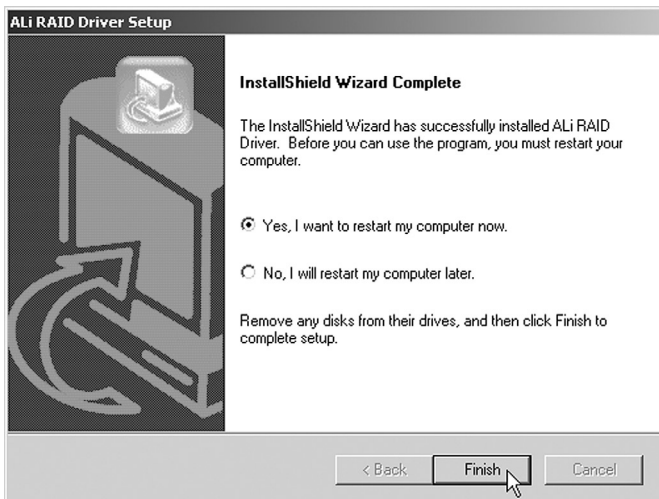 ALi RAID Driver Setup
InstallShield Wizard Complete
The InstallShield Wizard has successfully installed ALi RAID
Driver. Before you can use the program, you must restart your
computer.
Yes, I want to restart my computer now.
No, I will restart my computer later.
Remove any disks from their drives, and then click Finish to
complete setup.
< Back Finish Cancel